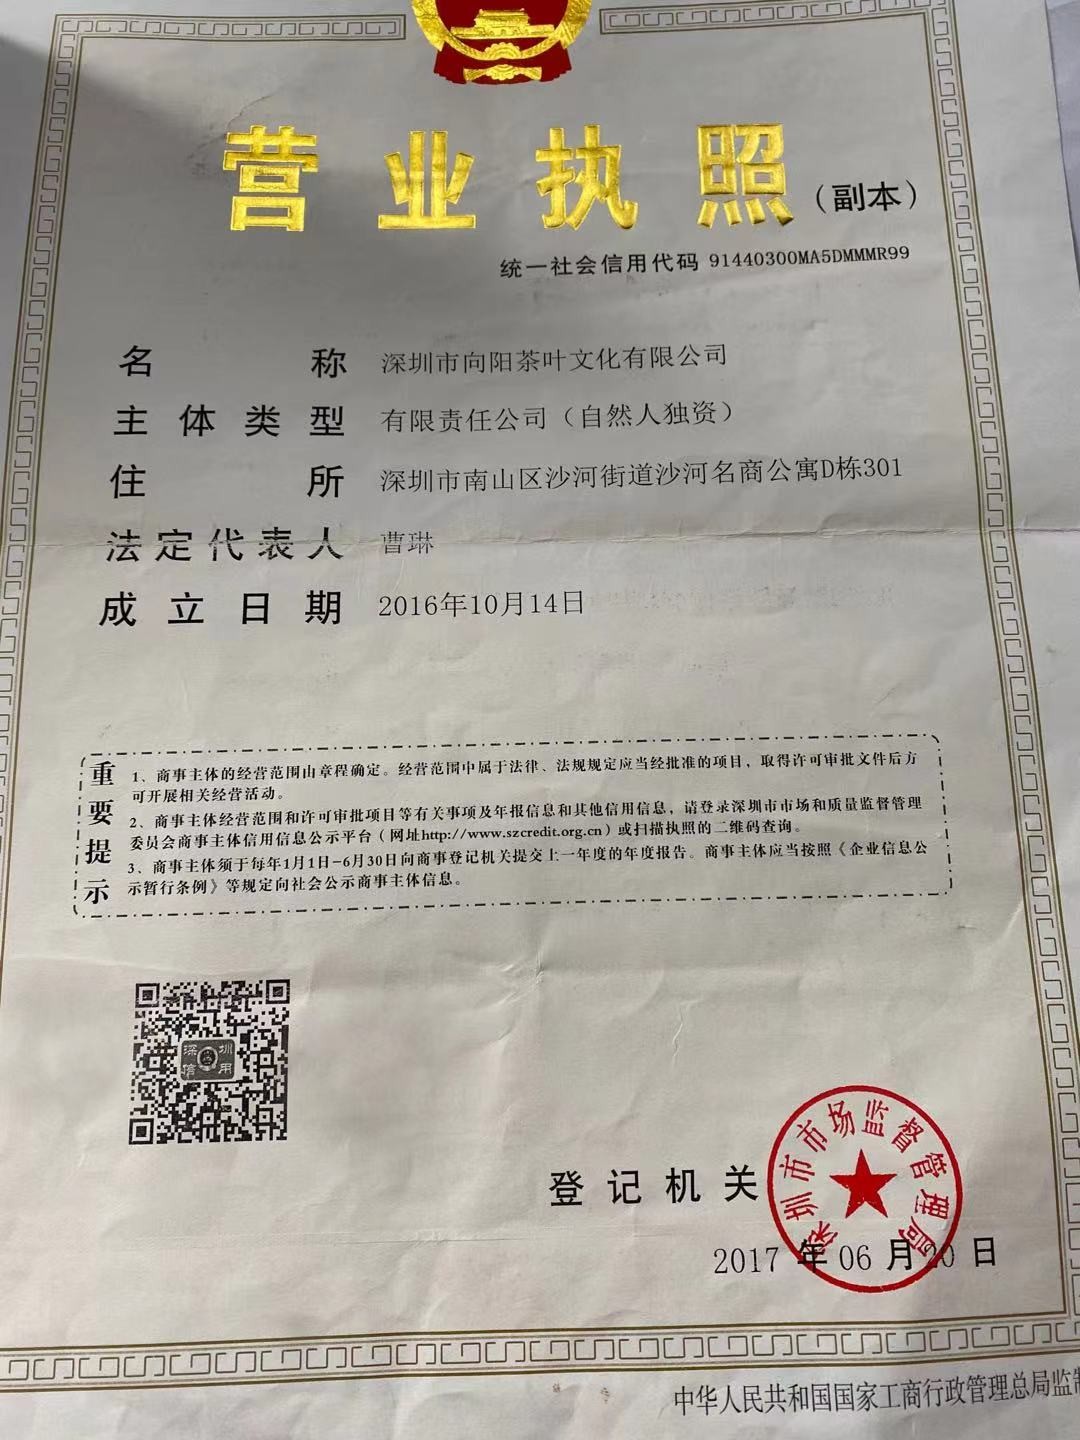 营业执照（副本）
统一社会信用代码 91440300MA5DMMMR99
名称 深圳市向阳茶叶文化有限公司
主体类型 有限责任公司（自然人独资）
住所 深圳市南山区沙河街道沙河名商公寓D栋301
法定代表人 曹琳
成立日期 2016年10月14日
重要提示
1、商事主体的经营范围由章程确定。经营范围中属于法律、法规规定应当经批准的项目，取得许可审批文件后方
可开展相关经营活动。
2、商事主体经营范围和许可审批项目等有关事项及年报信息和其他信用信息，请登录深圳市市场和质量监督管理
委员会商事主体信用信息公示平台（网址http://www.szcredit.org.cn）或扫描执照的二维码查询。
3、商事主体须于每年1月1日-6月30日向商事登记机关提交上一年度的年度报告。商事主体应当按照《企业信息公
示暂行条例》等规定向社会公示商事主体信息。
深圳信用
登记机关
深圳市市场监督管理局
2017 年 06 月 20 日
中华人民共和国国家工商行政管理总局监制